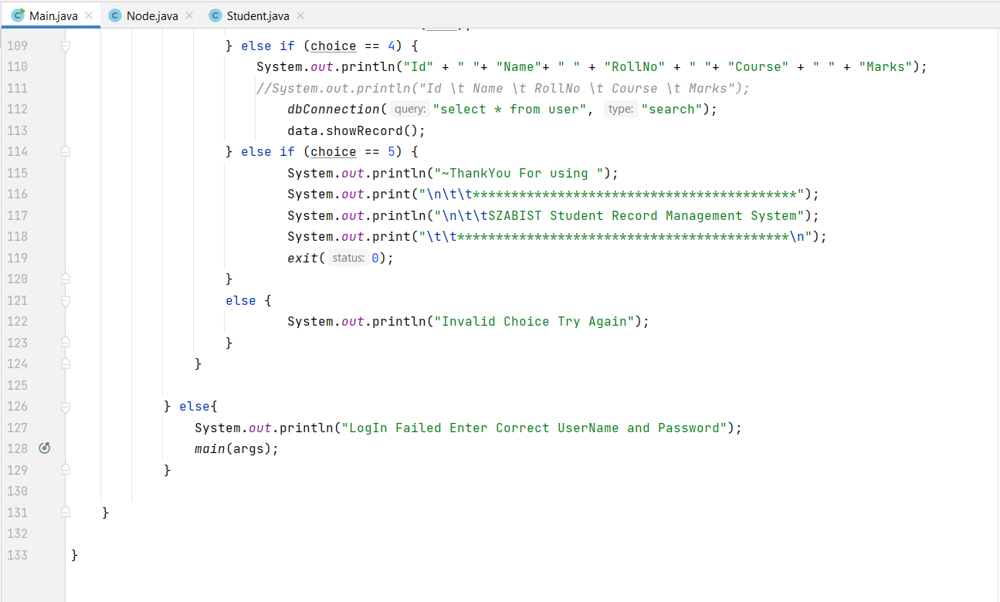 Main.java Node.java Student.java
109 } else if (choice == 4) {
110 System.out.println("Id" + " "+ "Name"+ " " + "RollNo" + " "+ "Course" + " " + "Marks");
111 //System.out.println("Id \t Name \t RollNo \t Course \t Marks");
112 dbConnection( query: "select * from user", type: "search");
113 data.showRecord();
114 } else if (choice == 5) {
115 System.out.println("~ThankYou For using ");
116 System.out.print("\n\t\t******************************************");
117 System.out.println("\n\t\tSZABIST Student Record Management System");
118 System.out.print("\t\t*******************************************\n");
119 exit( status: 0);
120 }
121 else {
122 System.out.println("Invalid Choice Try Again");
123 }
124 }
125
126 } else{
127 System.out.println("LogIn Failed Enter Correct UserName and Password");
128 main(args);
129 }
130
131 }
132
133 }